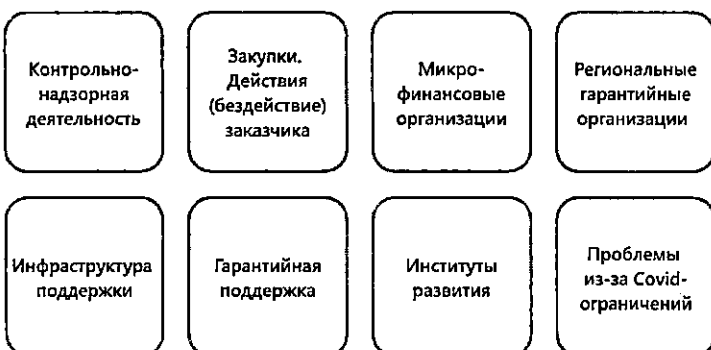 Контрольно-
надзорная
деятельность
Закупки.
Действия
(бездействие)
заказчика
Микро-
финансовые
организации
Региональные
гарантийные
организации
Инфраструктура
поддержки
Гарантийная
поддержка
Институты
развития
Проблемы
из-за Covid-
ограничений